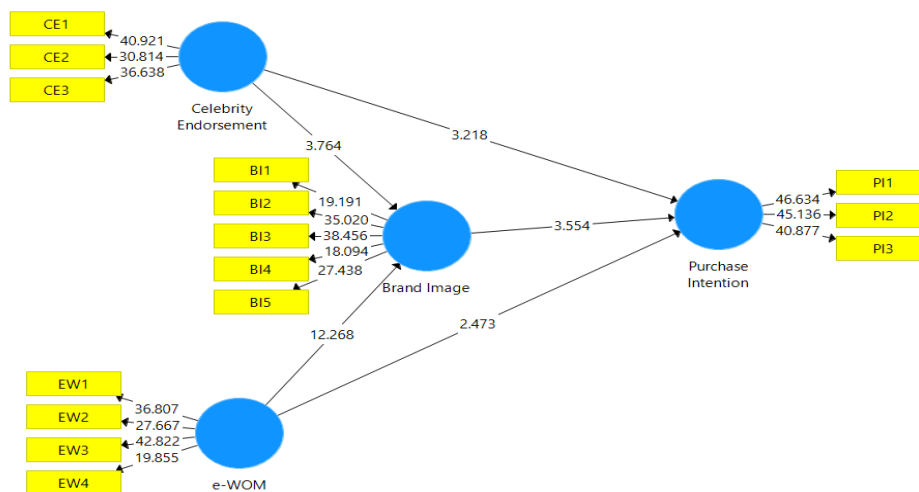 CE1
CE2
CE3
40.921
30.814
36.638
Celebrity
Endorsement
3.764
3.218
BI1
BI2
BI3
BI4
BI5
19.191
35.020
38.456
18.094
27.438
Brand Image
3.554
PI1
PI2
PI3
46.634
45.136
40.877
Purchase
Intention
12.268
2.473
EW1
EW2
EW3
EW4
36.807
27.667
42.822
19.855
e-WOM